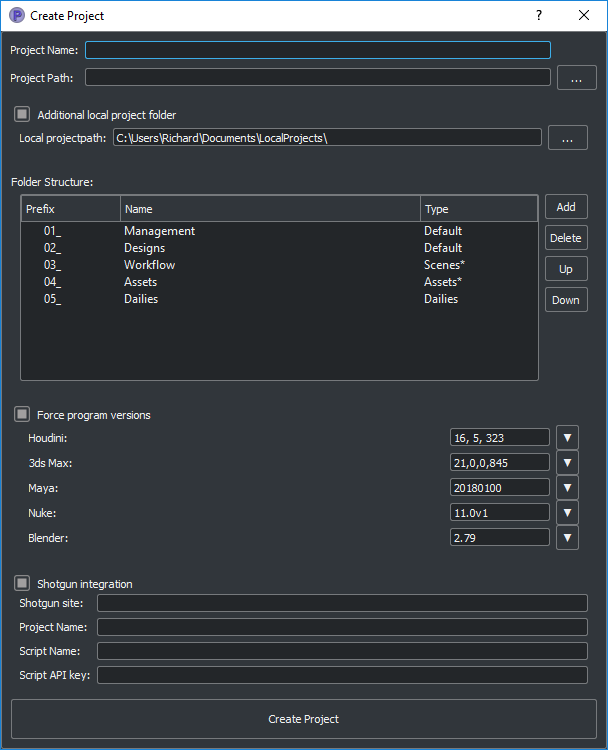 Create Project ?
Project Name:
Project Path: ...
Additional local project folder
Local projectpath: C:\Users\Richard\Documents\LocalProjects\ ...
Folder Structure:
Prefix Name Type Add
01_ Management Default
02_ Designs Default Delete
03_ Workflow Scenes* Up
04_ Assets Assets*
05_ Dailies Dailies Down
Force program versions
Houdini: 16, 5, 323
3ds Max: 21,0,0,845
Maya: 20180100
Nuke: 11.0v1
Blender: 2.79
Shotgun integration
Shotgun site:
Project Name:
Script Name:
Script API key:
Create Project